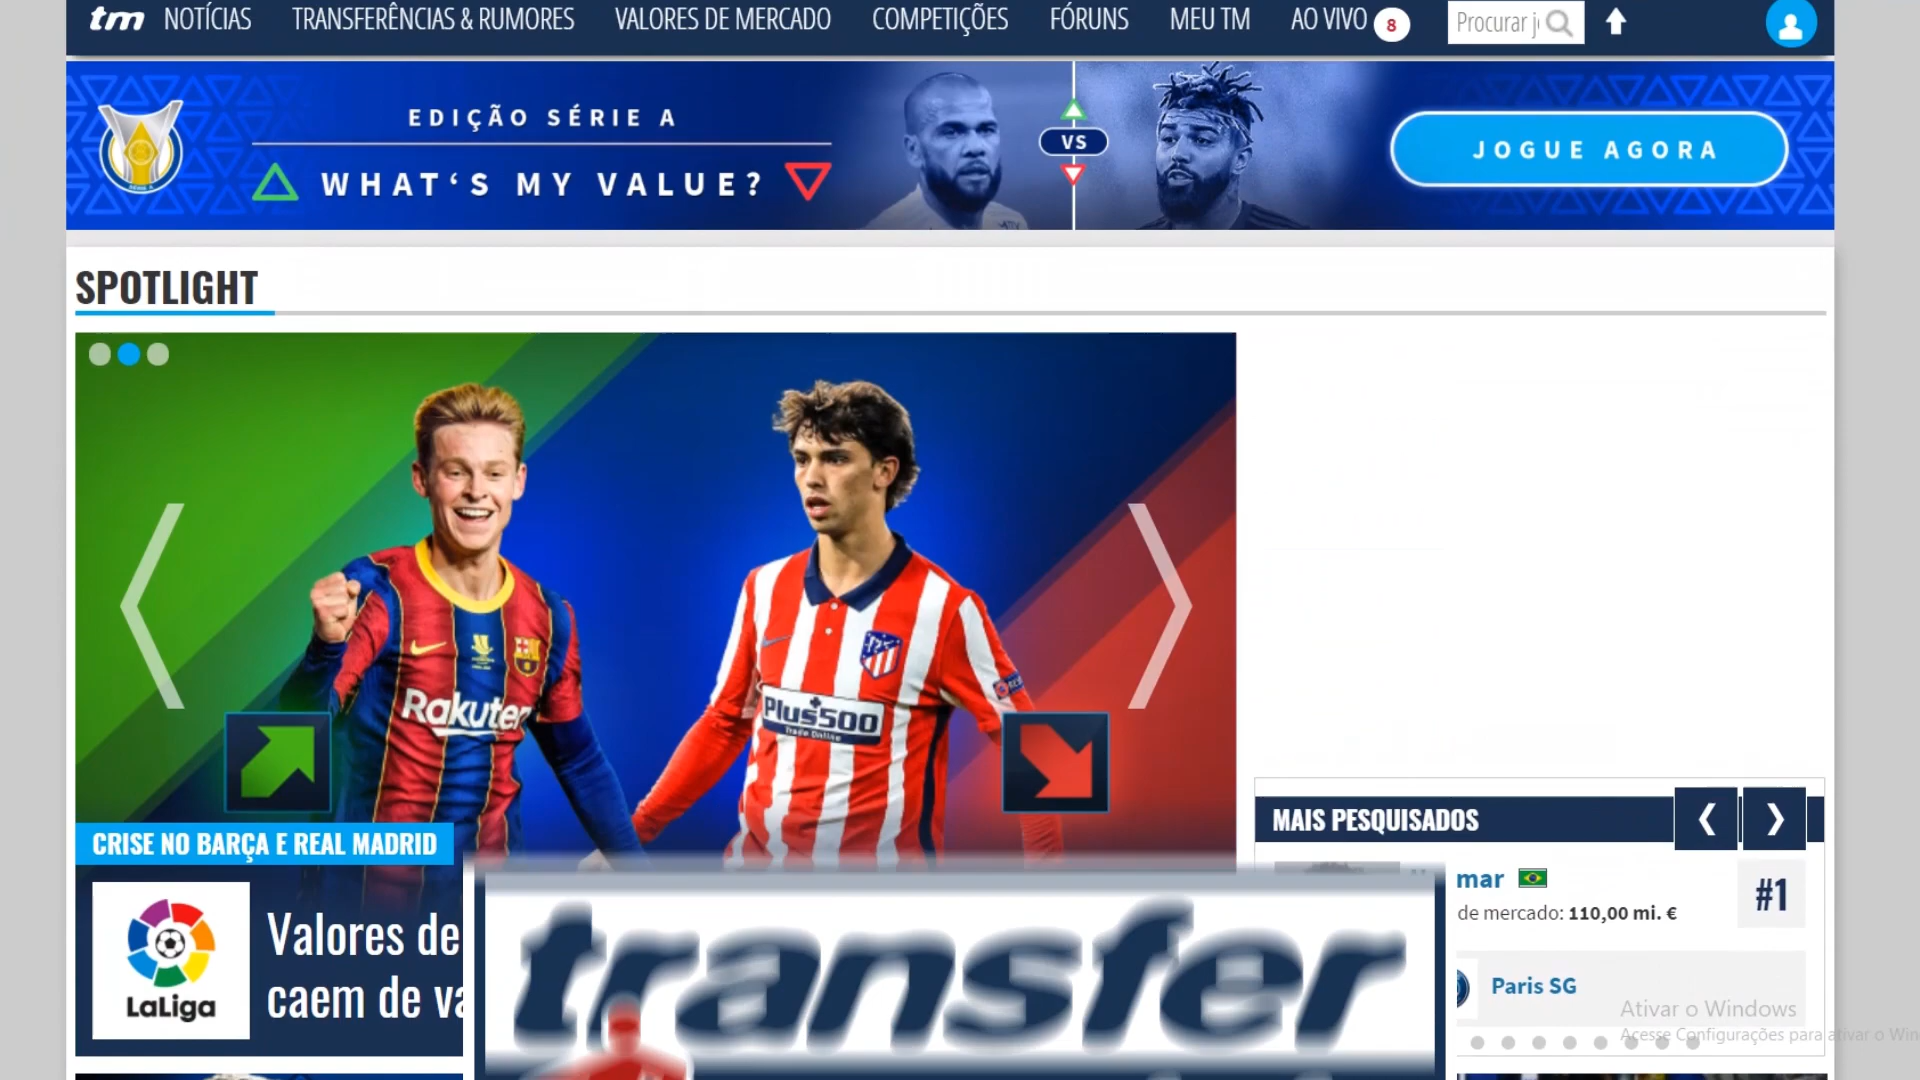 tm NOTÍCIAS TRANSFERÊNCIAS & RUMORES VALORES DE MERCADO COMPETIÇÕES FÓRUNS MEU TM AO VIVO 8 Procurar
EDIÇÃO SÉRIE A
WHAT'S MY VALUE?
VS
JOGUE AGORA
SPOTLIGHT
Rakuten
Plus500
Trade Online
CRISE NO BARÇA E REAL MADRID
LaLiga
Valores de
caem de va
MAIS PESQUISADOS
mar
#1
de mercado: 110,00 mi. €
Paris SG
transfer
Ativar o Windows
Acesse Configurações para ativar o Win